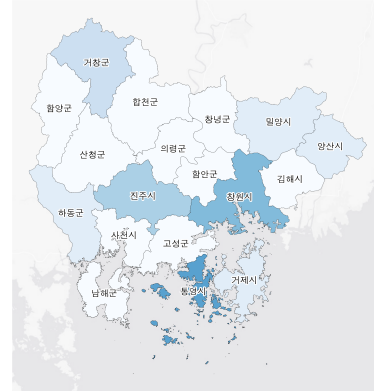 거창군
함양군
합천군
창녕군
밀양시
양산시
의령군
산청군
함안군
김해시
진주시
창원시
하동군
사천시
고성군
거제시
통영시
남해군